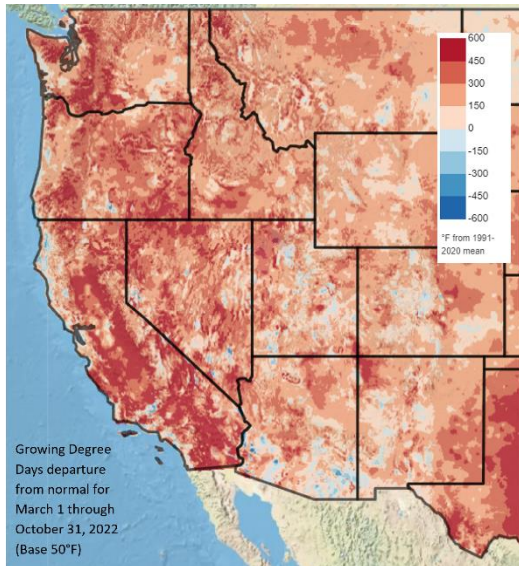 600
450
300
150
0
-150
-300
-450
-600
°F from 1991-
2020 mean
Growing Degree
Days departure
from normal for
March 1 through
October 31, 2022
(Base 50°F)